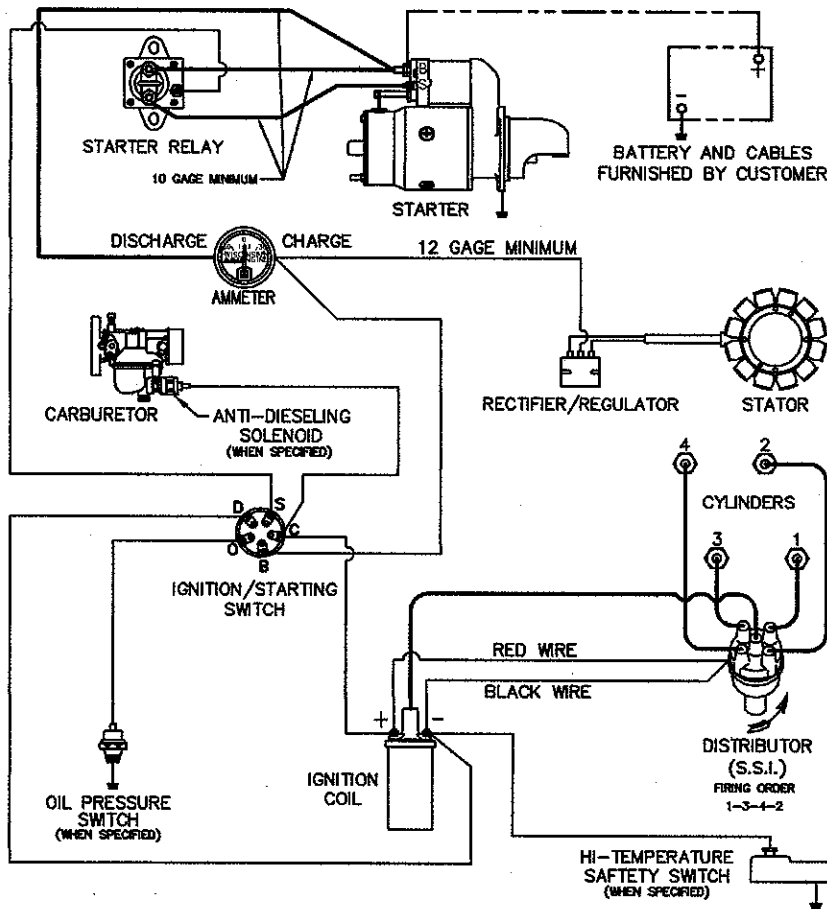 B
S
+
-
STARTER RELAY
10 GAGE MINIMUM
STARTER
BATTERY AND CABLES
FURNISHED BY CUSTOMER
DISCHARGE
CHARGE
12 GAGE MINIMUM
AMMETER
CARBURETOR
ANTI-DIESELING
SOLENOID
(WHEN SPECIFIED)
RECTIFIER/REGULATOR
STATOR
4
2
CYLINDERS
3
1
D
S
C
O
B
IGNITION/STARTING
SWITCH
RED WIRE
BLACK WIRE
+
-
IGNITION
COIL
DISTRIBUTOR
(S.S.I.)
FIRING ORDER
1-3-4-2
OIL PRESSURE
SWITCH
(WHEN SPECIFIED)
HI-TEMPERATURE
SAFTETY SWITCH
(WHEN SPECIFIED)